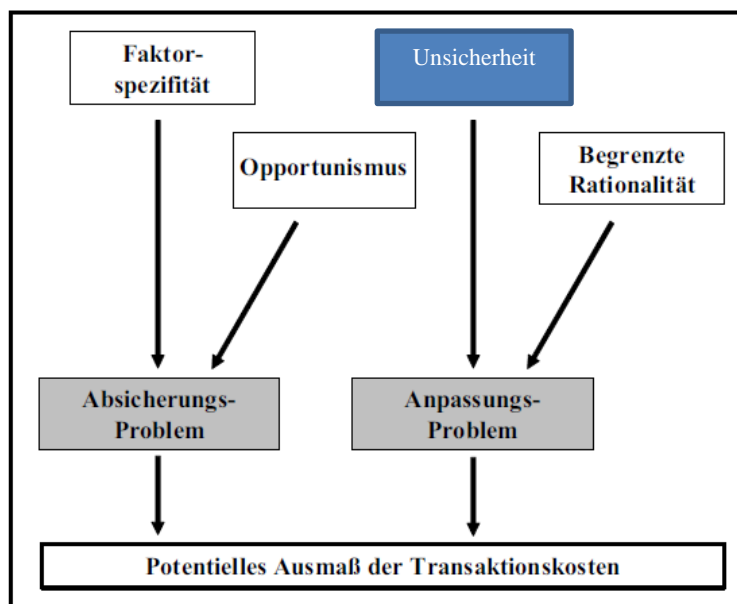 Faktor-
spezifität
Unsicherheit
Opportunismus
Begrenzte
Rationalität
Absicherungs-
Problem
Anpassungs-
Problem
Potentielles Ausmaß der Transaktionskosten